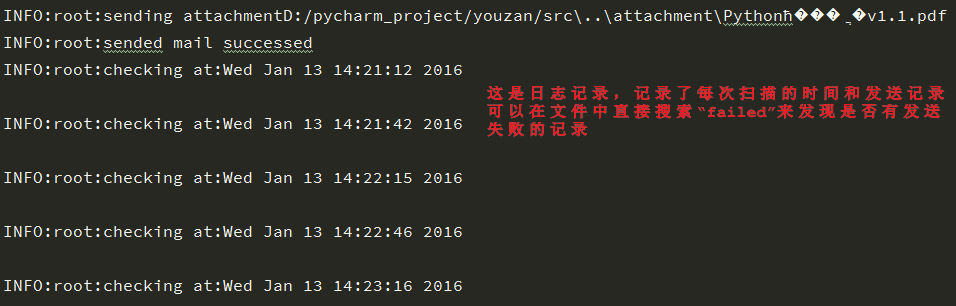 INFO:root:sending attachmentD:/pycharm_project/youzan/src\..\attachment\Pythonħ���ֲ�v1.1.pdf
INFO:root:sended mail successed
INFO:root:checking at:Wed Jan 13 14:21:12 2016
这是日志记录，记录了每次扫描的时间和发送记录
可以在文件中直接搜索“failed”来发现是否有发送
失败的记录
INFO:root:checking at:Wed Jan 13 14:21:42 2016
INFO:root:checking at:Wed Jan 13 14:22:15 2016
INFO:root:checking at:Wed Jan 13 14:22:46 2016
INFO:root:checking at:Wed Jan 13 14:23:16 2016